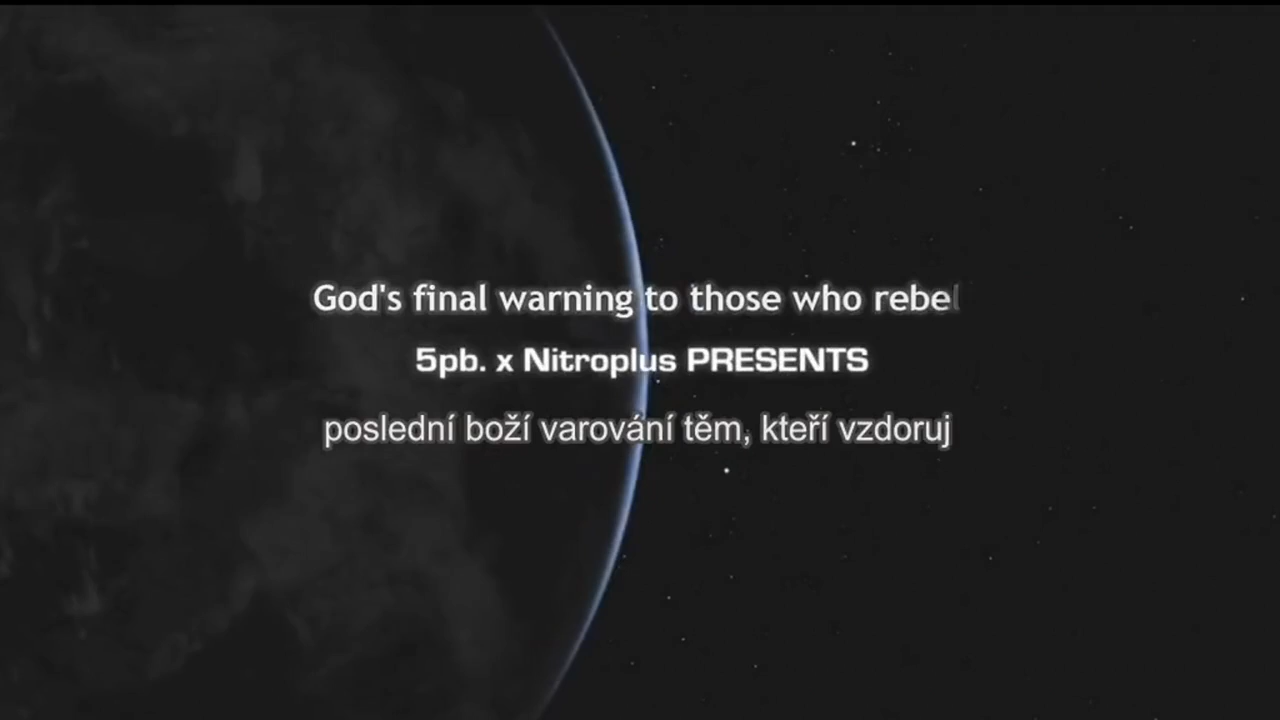 God's final warning to those who rebel
5pb. x Nitroplus PRESENTS
poslední boží varování těm, kteří vzdoruj